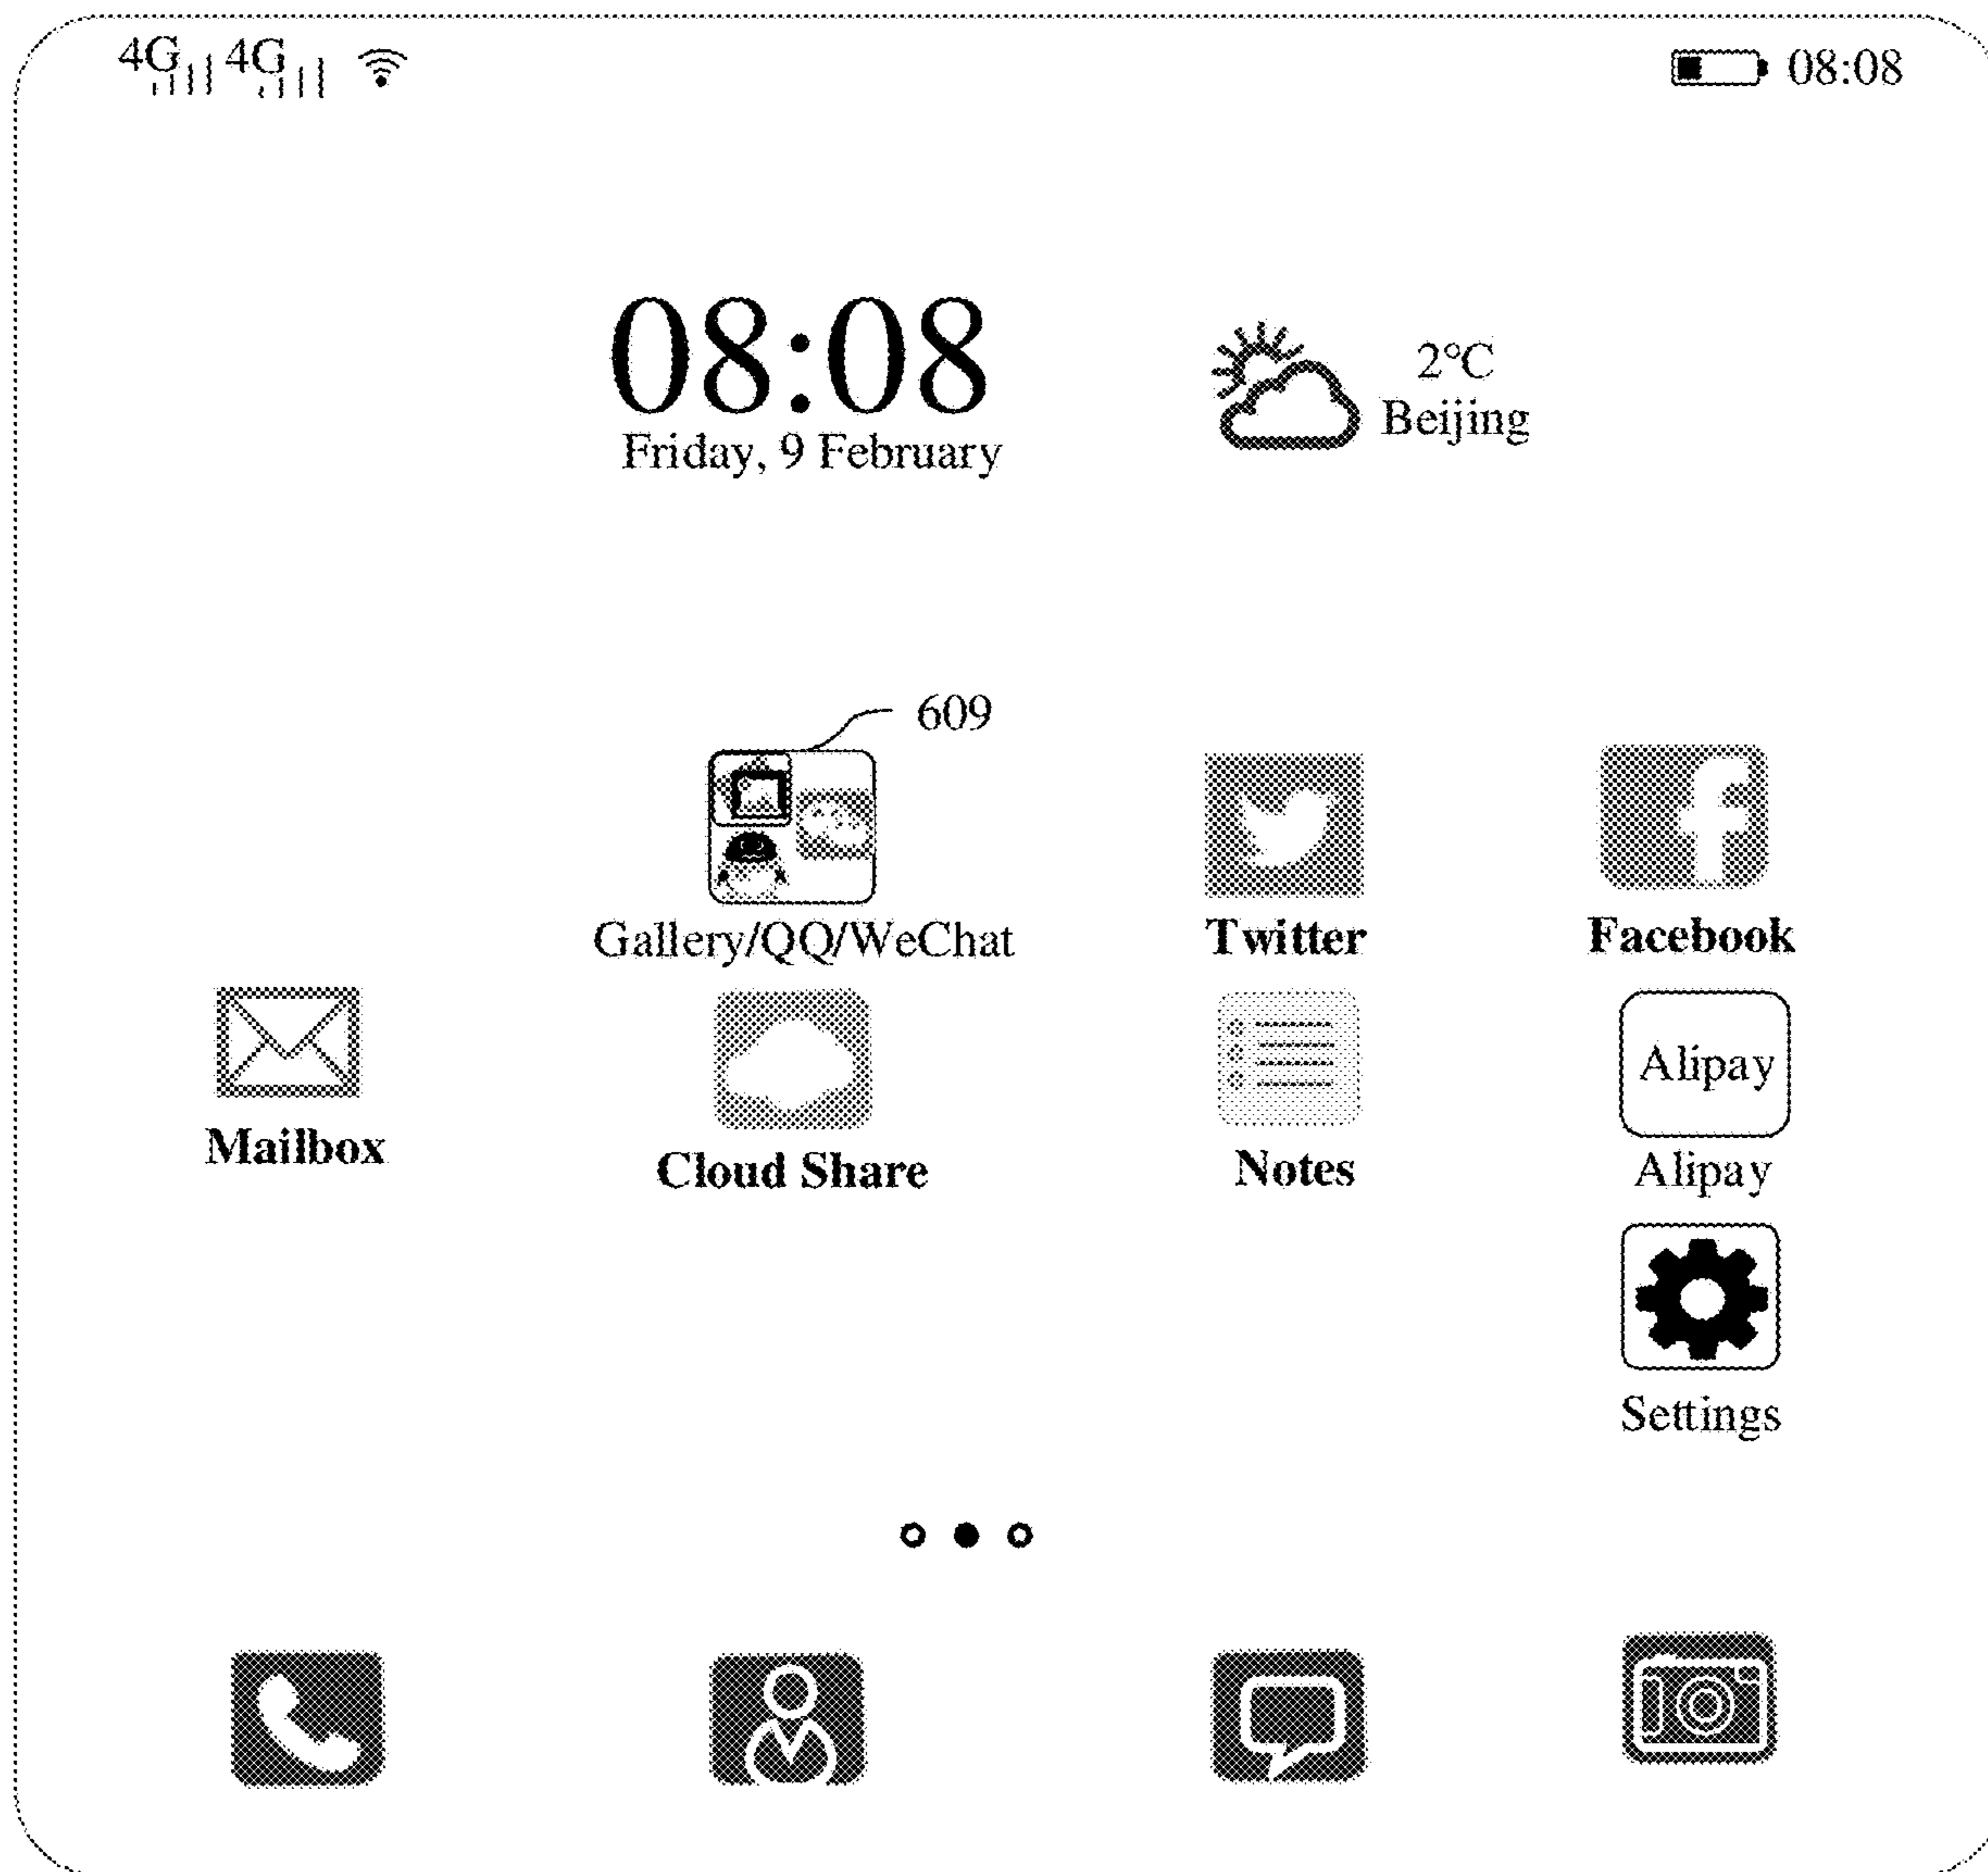 4G 4G 08:08
08:08
Friday, 9 February
2°C
Beijing
609
Gallery/QQ/WeChat Twitter Facebook
Alipay
Mailbox Cloud Share Notes Alipay
Settings